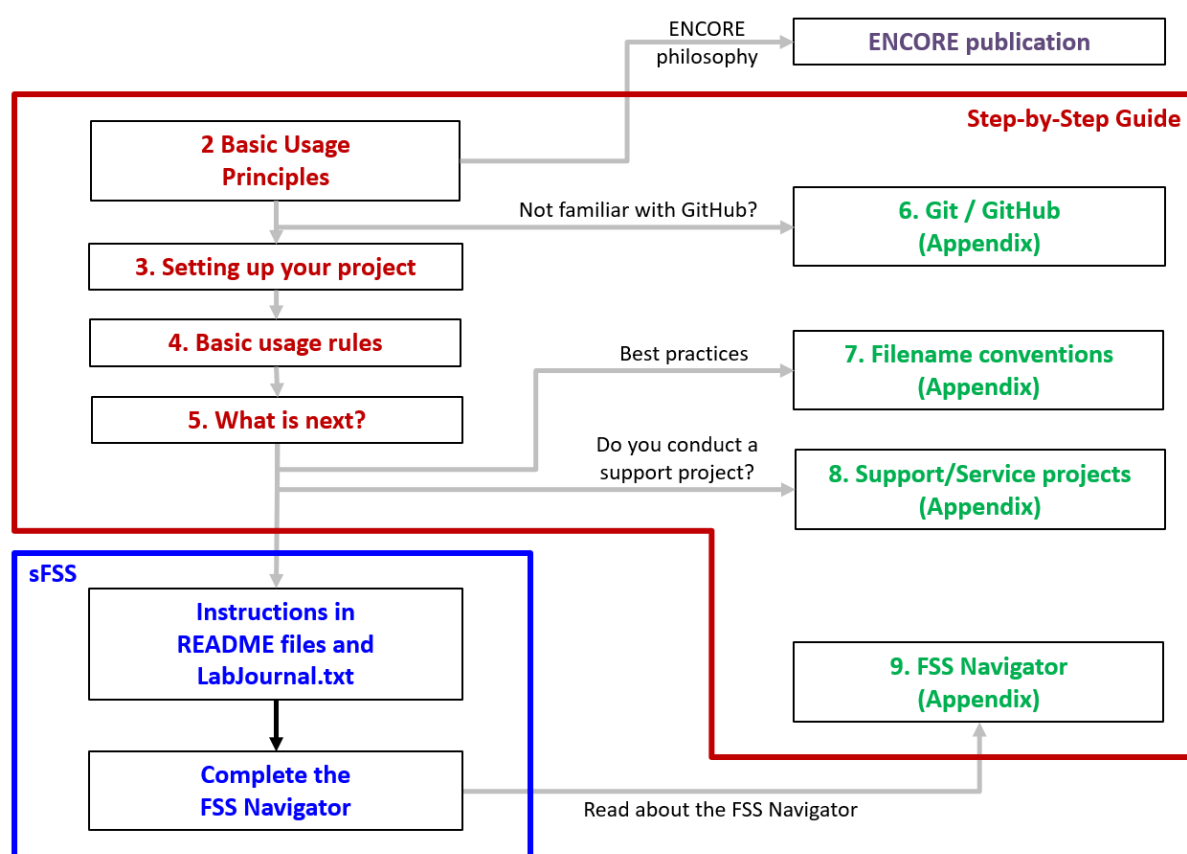 ENCORE
philosophy
ENCORE publication
Step-by-Step Guide
2 Basic Usage
Principles
Not familiar with GitHub?
6. Git / GitHub
(Appendix)
3. Setting up your project
4. Basic usage rules
Best practices
7. Filename conventions
(Appendix)
5. What is next?
Do you conduct a
support project?
8. Support/Service projects
(Appendix)
sFSS
Instructions in
README files and
LabJournal.txt
9. FSS Navigator
(Appendix)
Complete the
FSS Navigator
Read about the FSS Navigator